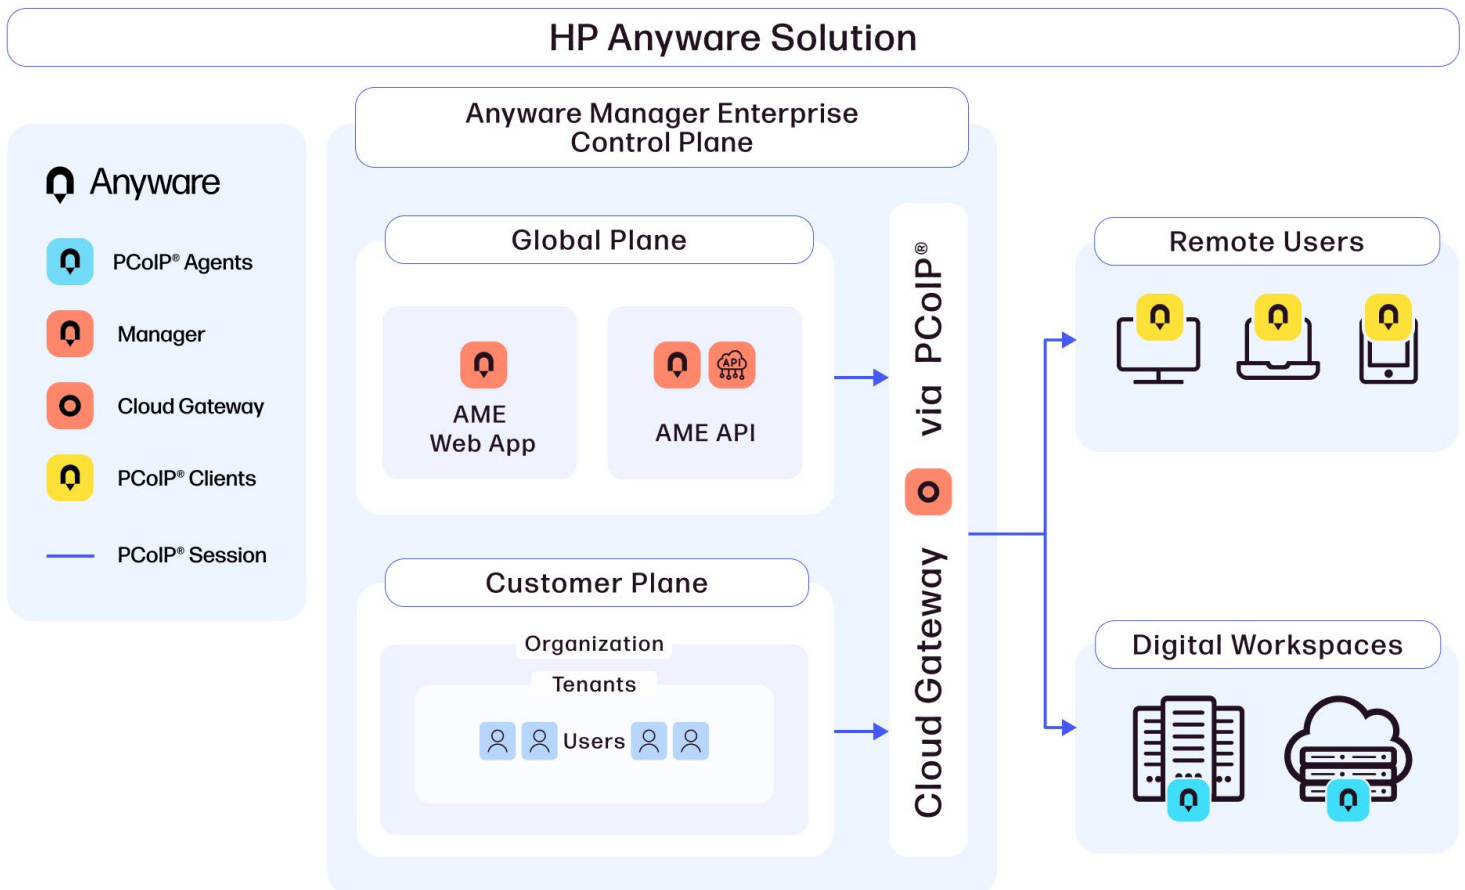 HP Anyware Solution
Anyware Manager Enterprise
Control Plane
Anyware
PCoIP® Agents
Manager
Cloud Gateway
PCoIP® Clients
PCoIP® Session
Global Plane
AME
Web App
API
AME API
Customer Plane
Organization
Tenants
Users
Cloud Gateway via PCoIP®
Remote Users
Digital Workspaces